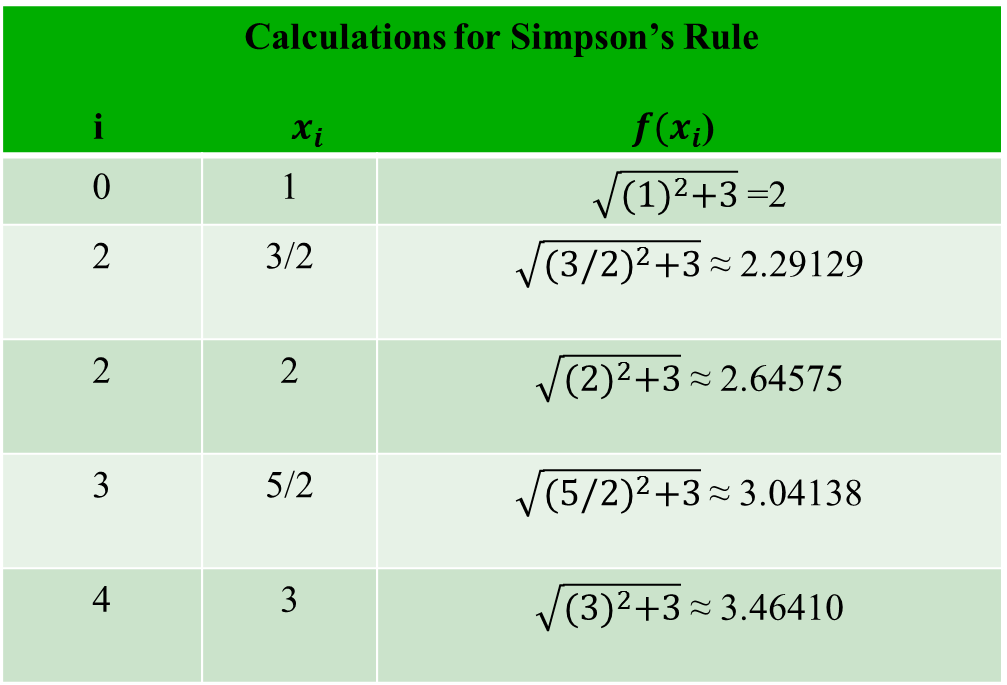 Calculations for Simpson's Rule
i xᵢ f(xᵢ)
0 1 √(1)²+3 =2
2 3/2 √(3/2)²+3 ≈ 2.29129
2 2 √(2)²+3 ≈ 2.64575
3 5/2 √(5/2)²+3 ≈ 3.04138
4 3 √(3)²+3 ≈ 3.46410